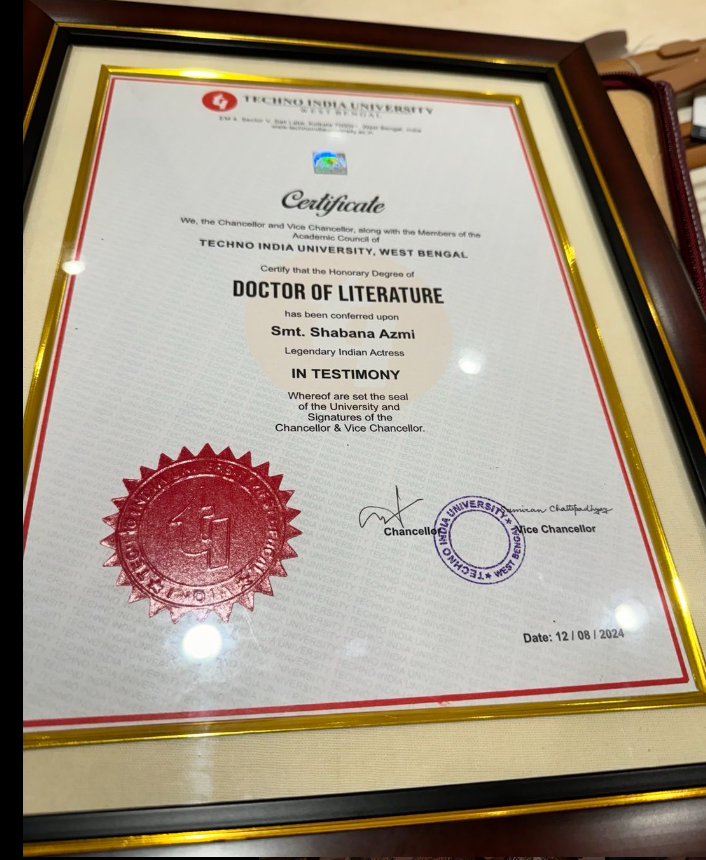 TECHNO INDIA UNIVERSITY
WEST BENGAL
Certificate
We, the Chancellor and Vice Chancellor, along with the Members of the
Academic Council of
TECHNO INDIA UNIVERSITY, WEST BENGAL
Certify that the Honorary Degree of
DOCTOR OF LITERATURE
has been conferred upon
Smt. Shabana Azmi
Legendary Indian Actress
IN TESTIMONY
Whereof are set the seal
of the University and
Signatures of the
Chancellor & Vice Chancellor.
Chancellor
Vice Chancellor
TECHNO INDIA UNIVERSITY
WEST BENGAL
Date: 12 / 08 / 2024